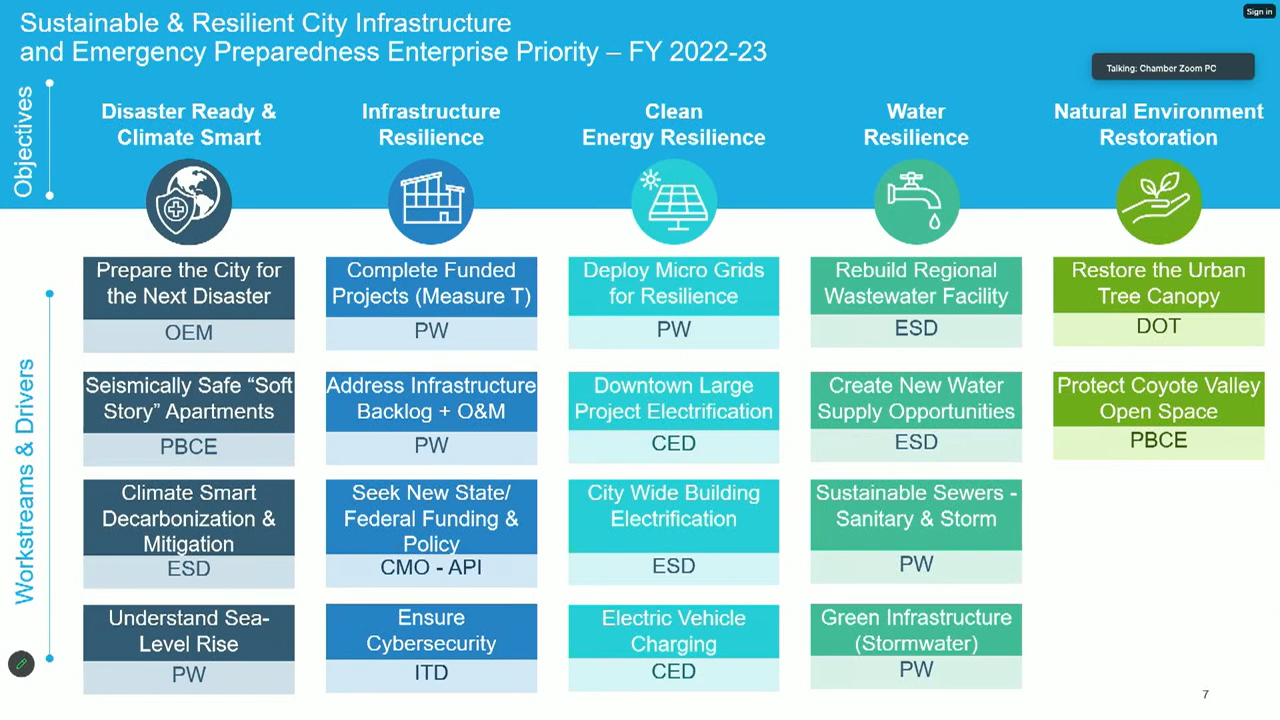 Sustainable & Resilient City Infrastructure
and Emergency Preparedness Enterprise Priority – FY 2022-23
Sign in
Talking: Chamber Zoom PC
Objectives
Disaster Ready &
Climate Smart
Infrastructure
Resilience
Clean
Energy Resilience
Water
Resilience
Natural Environment
Restoration
Workstreams & Drivers
Prepare the City for
the Next Disaster
OEM
Seismically Safe “Soft
Story” Apartments
PBCE
Climate Smart
Decarbonization &
Mitigation
ESD
Understand Sea-
Level Rise
PW
Complete Funded
Projects (Measure T)
PW
Address Infrastructure
Backlog + O&M
PW
Seek New State/
Federal Funding &
Policy
CMO - API
Ensure
Cybersecurity
ITD
Deploy Micro Grids
for Resilience
PW
Downtown Large
Project Electrification
CED
City Wide Building
Electrification
ESD
Electric Vehicle
Charging
CED
Rebuild Regional
Wastewater Facility
ESD
Create New Water
Supply Opportunities
ESD
Sustainable Sewers -
Sanitary & Storm
PW
Green Infrastructure
(Stormwater)
PW
Restore the Urban
Tree Canopy
DOT
Protect Coyote Valley
Open Space
PBCE
7